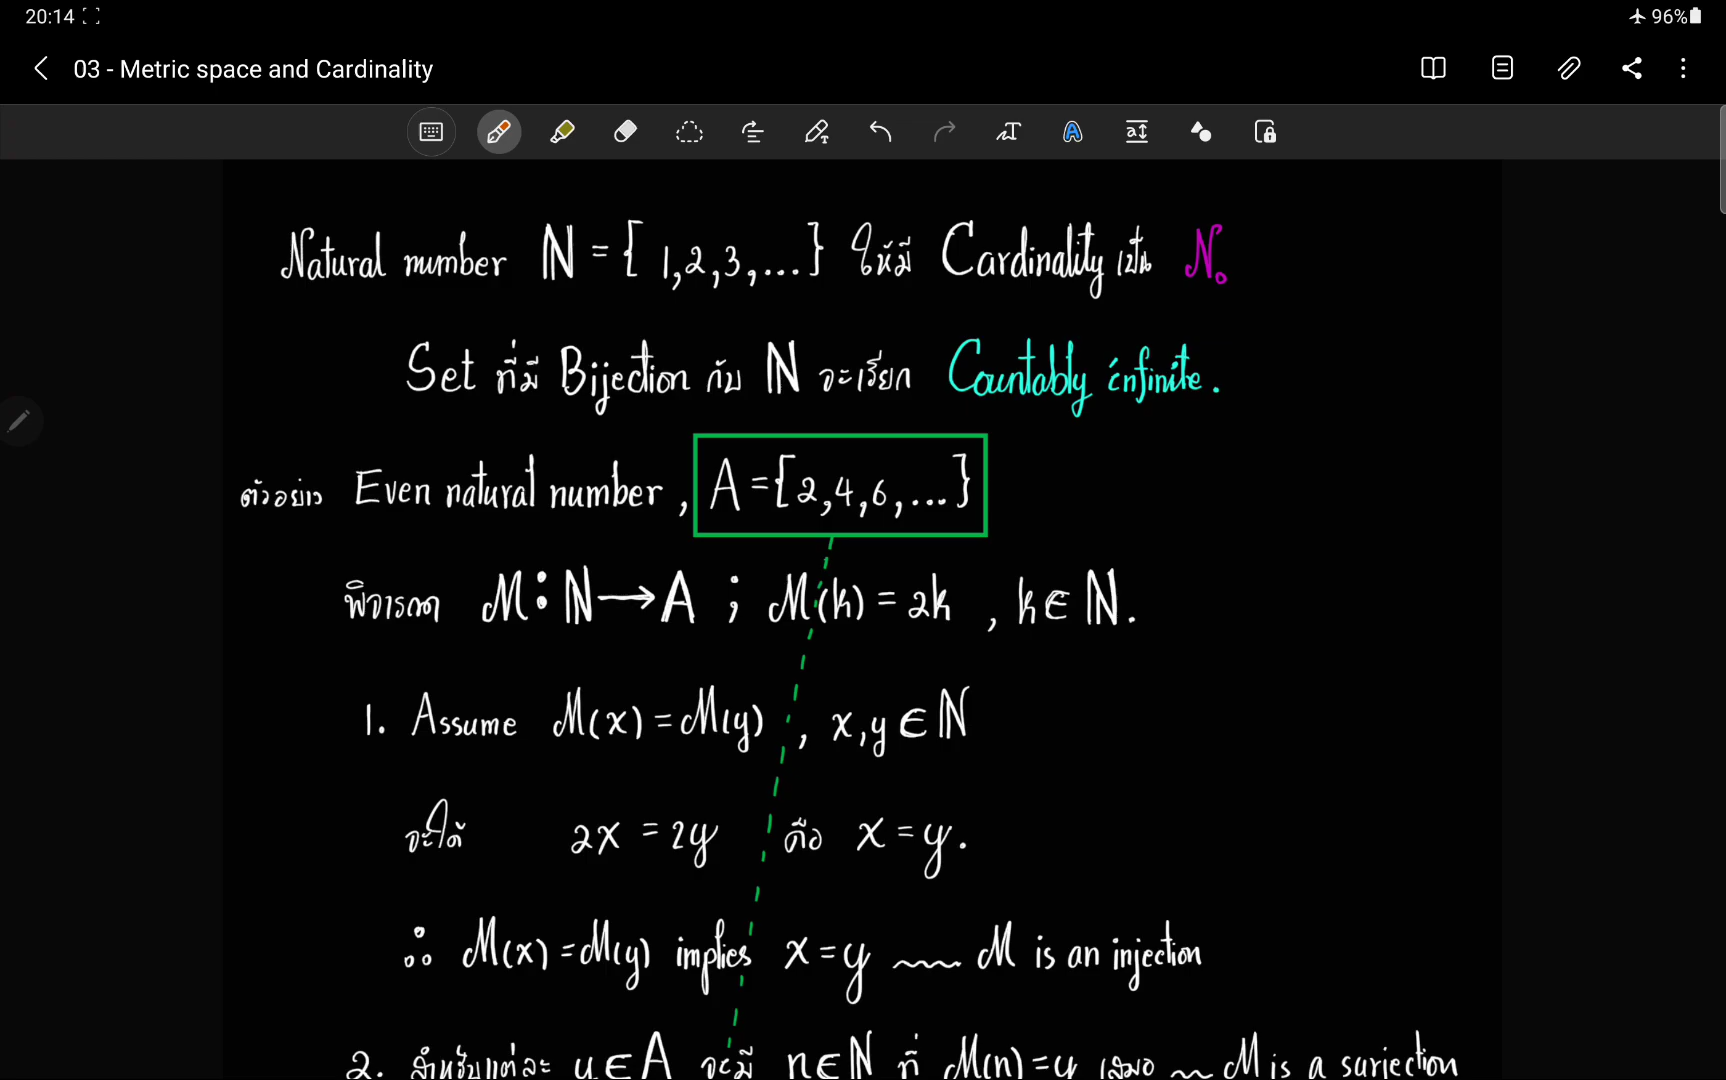 20:14 96%
03 - Metric space and Cardinality
Natural number ℕ = { 1,2,3,... } ให้มี Cardinality เป็น ℵ₀
Set ที่มี Bijection กับ ℕ จะเรียก Countably infinite.
ตัวอย่าง Even natural number , A = {2,4,6,...}
พิจารณา M : ℕ → A ; M(k) = 2k , k ∈ ℕ.
1. Assume M(x) = M(y) , x,y ∈ ℕ
จะได้ 2x = 2y คือ x = y.
∴ M(x) = M(y) implies x = y ~~~ M is an injection
2. สำหรับแต่ละ y ∈ A จะมี n ∈ ℕ ที่ M(n) = y เสมอ ~~ M is a surjection